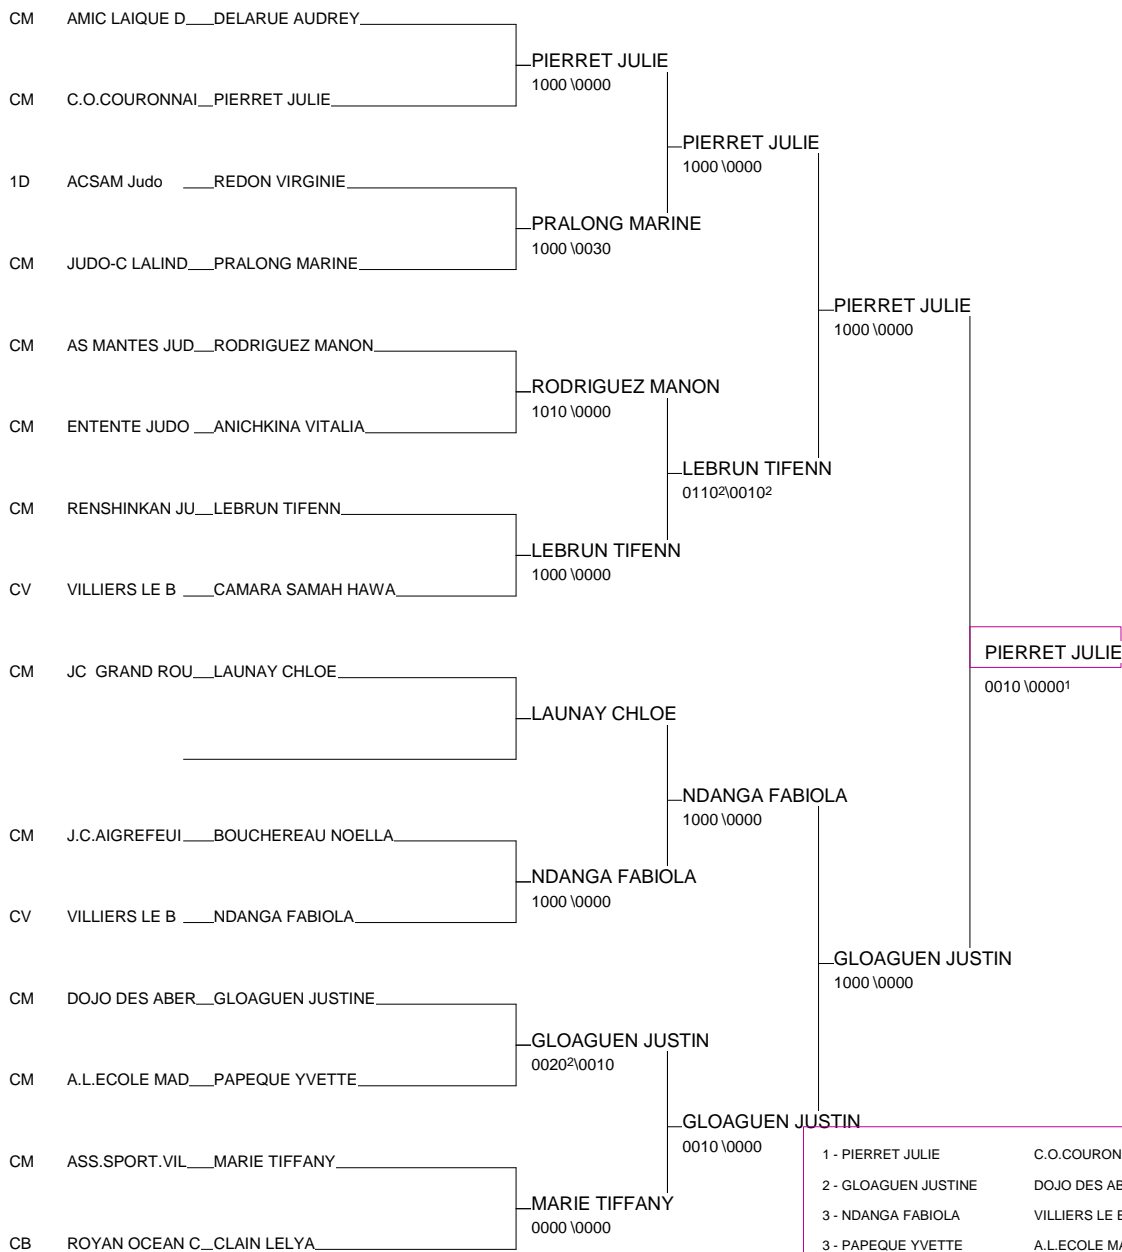 CM AMIC LAIQUE D DELARUE AUDREY
PIERRET JULIE
1000 \0000
CM C.O.COURONNAI PIERRET JULIE
PIERRET JULIE
1000 \0000
1D ACSAM Judo REDON VIRGINIE
PRALONG MARINE
1000 \0030
CM JUDO-C LALIND PRALONG MARINE
PIERRET JULIE
1000 \0000
CM AS MANTES JUD RODRIGUEZ MANON
RODRIGUEZ MANON
1010 \0000
CM ENTENTE JUDO ANICHKINA VITALIA
LEBRUN TIFENN
0110²\0010²
CM RENSHINKAN JU LEBRUN TIFENN
LEBRUN TIFENN
1000 \0000
CV VILLIERS LE B CAMARA SAMAH HAWA
PIERRET JULIE
0010 \0000¹
CM JC GRAND ROU LAUNAY CHLOE
LAUNAY CHLOE
NDANGA FABIOLA
1000 \0000
CM J.C.AIGREFEUI BOUCHEREAU NOELLA
NDANGA FABIOLA
1000 \0000
CV VILLIERS LE B NDANGA FABIOLA
GLOAGUEN JUSTIN
1000 \0000
CM DOJO DES ABER GLOAGUEN JUSTINE
GLOAGUEN JUSTIN
0020²\0010
CM A.L.ECOLE MAD PAPEQUE YVETTE
GLOAGUEN JUSTIN
0010 \0000
CM ASS.SPORT.VIL MARIE TIFFANY
MARIE TIFFANY
0000 \0000
CB ROYAN OCEAN C CLAIN LELYA
1 - PIERRET JULIE C.O.COURON
2 - GLOAGUEN JUSTINE DOJO DES AB
3 - NDANGA FABIOLA VILLIERS LE B
3 - PAPEQUE YVETTE A.L.ECOLE MA